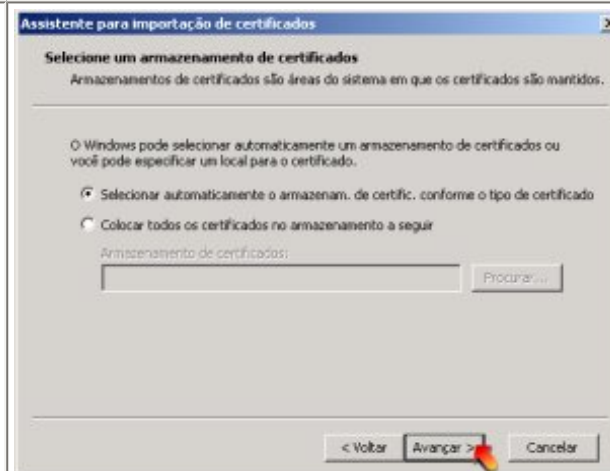 Assistente para importação de certificados
Selecione um armazenamento de certificados
Armazenamentos de certificados são áreas do sistema em que os certificados são mantidos.
O Windows pode selecionar automaticamente um armazenamento de certificados ou
você pode especificar um local para o certificado.
Selecionar automaticamente o armazenam. de certific. conforme o tipo de certificado
Colocar todos os certificados no armazenamento a seguir
Armazenamento de certificados:
Procurar...
< Voltar Avançar > Cancelar